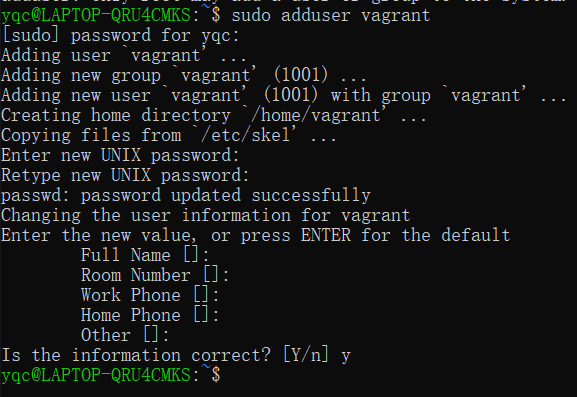 yqc@LAPTOP-QRU4CMKS:~$ sudo adduser vagrant
[sudo] password for yqc:
Adding user `vagrant' ...
Adding new group `vagrant' (1001) ...
Adding new user `vagrant' (1001) with group `vagrant' ...
Creating home directory `/home/vagrant' ...
Copying files from `/etc/skel' ...
Enter new UNIX password:
Retype new UNIX password:
passwd: password updated successfully
Changing the user information for vagrant
Enter the new value, or press ENTER for the default
        Full Name []:
        Room Number []:
        Work Phone []:
        Home Phone []:
        Other []:
Is the information correct? [Y/n] y
yqc@LAPTOP-QRU4CMKS:~$